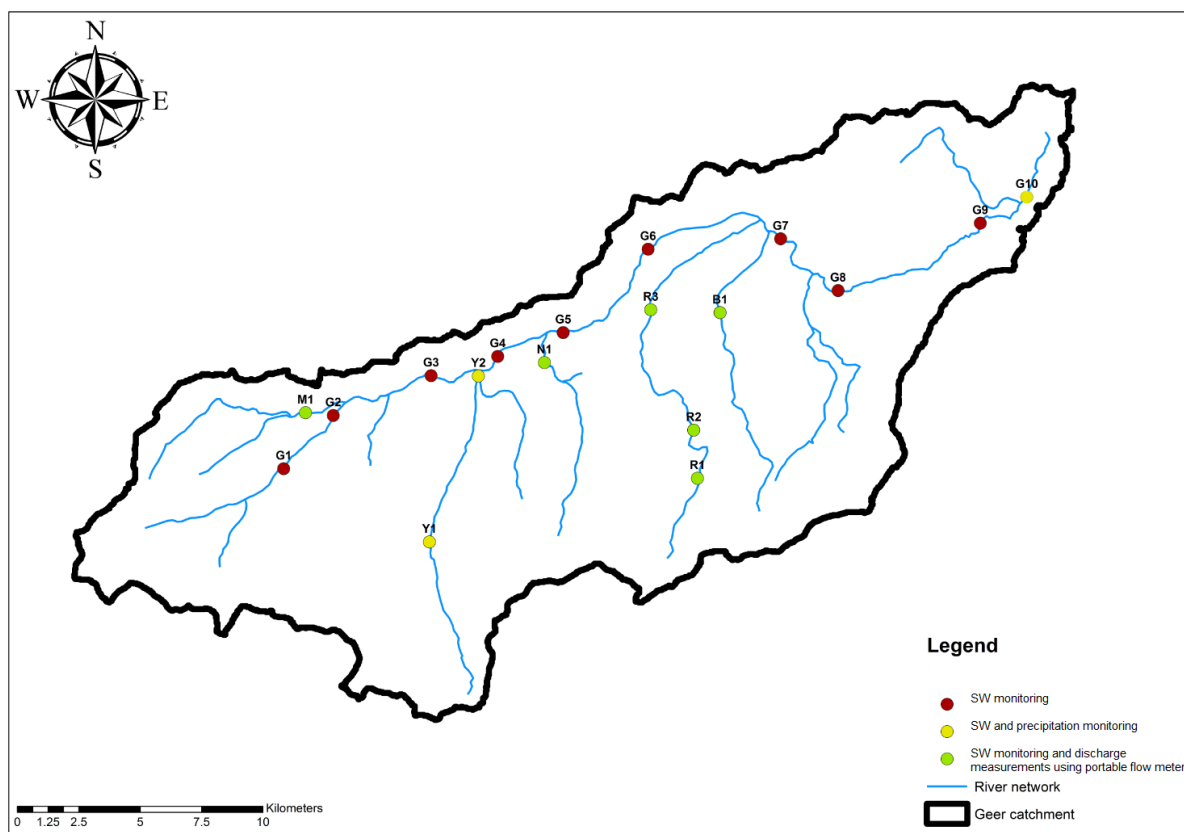 N
W E
S
G10
G9
G6
G7
G8
R3
B1
G5
G4
N1
G3
Y2
M1
G2
R2
G1
R1
Y1
Legend
SW monitoring
SW and precipitation monitoring
SW monitoring and discharge
measurements using portable flow meter
River network
Geer catchment
Kilometers
0 1.25 2.5 5 7.5 10